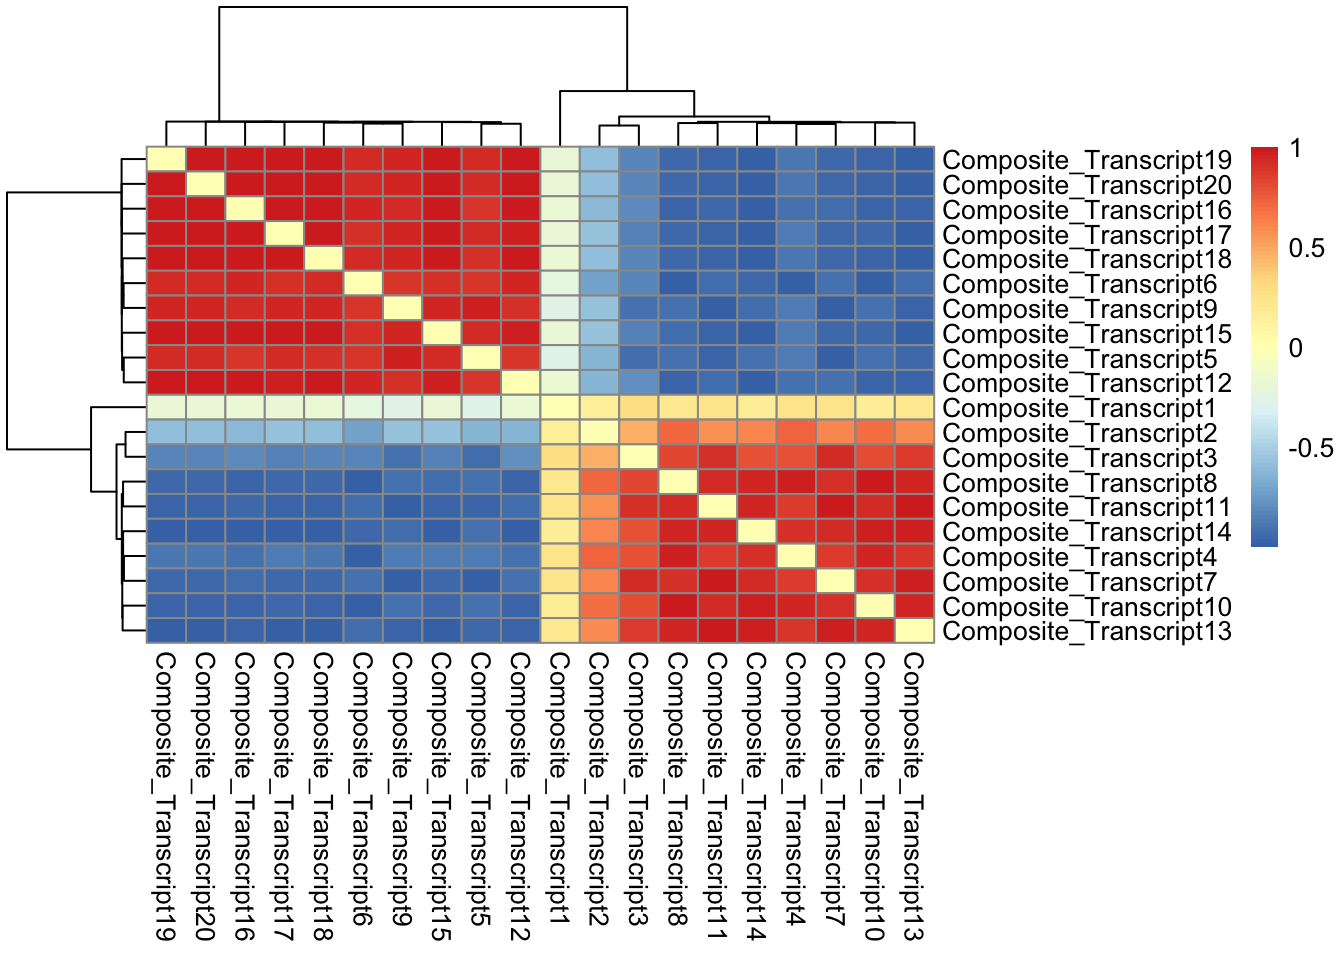 Composite_Transcript19
Composite_Transcript20
Composite_Transcript16
Composite_Transcript17
Composite_Transcript18
Composite_Transcript6
Composite_Transcript9
Composite_Transcript15
Composite_Transcript5
Composite_Transcript12
Composite_Transcript1
Composite_Transcript2
Composite_Transcript3
Composite_Transcript8
Composite_Transcript11
Composite_Transcript14
Composite_Transcript4
Composite_Transcript7
Composite_Transcript10
Composite_Transcript13
1
0.5
0
-0.5
Composite_Transcript19
Composite_Transcript20
Composite_Transcript16
Composite_Transcript17
Composite_Transcript18
Composite_Transcript6
Composite_Transcript9
Composite_Transcript15
Composite_Transcript5
Composite_Transcript12
Composite_Transcript1
Composite_Transcript2
Composite_Transcript3
Composite_Transcript8
Composite_Transcript11
Composite_Transcript14
Composite_Transcript4
Composite_Transcript7
Composite_Transcript10
Composite_Transcript13